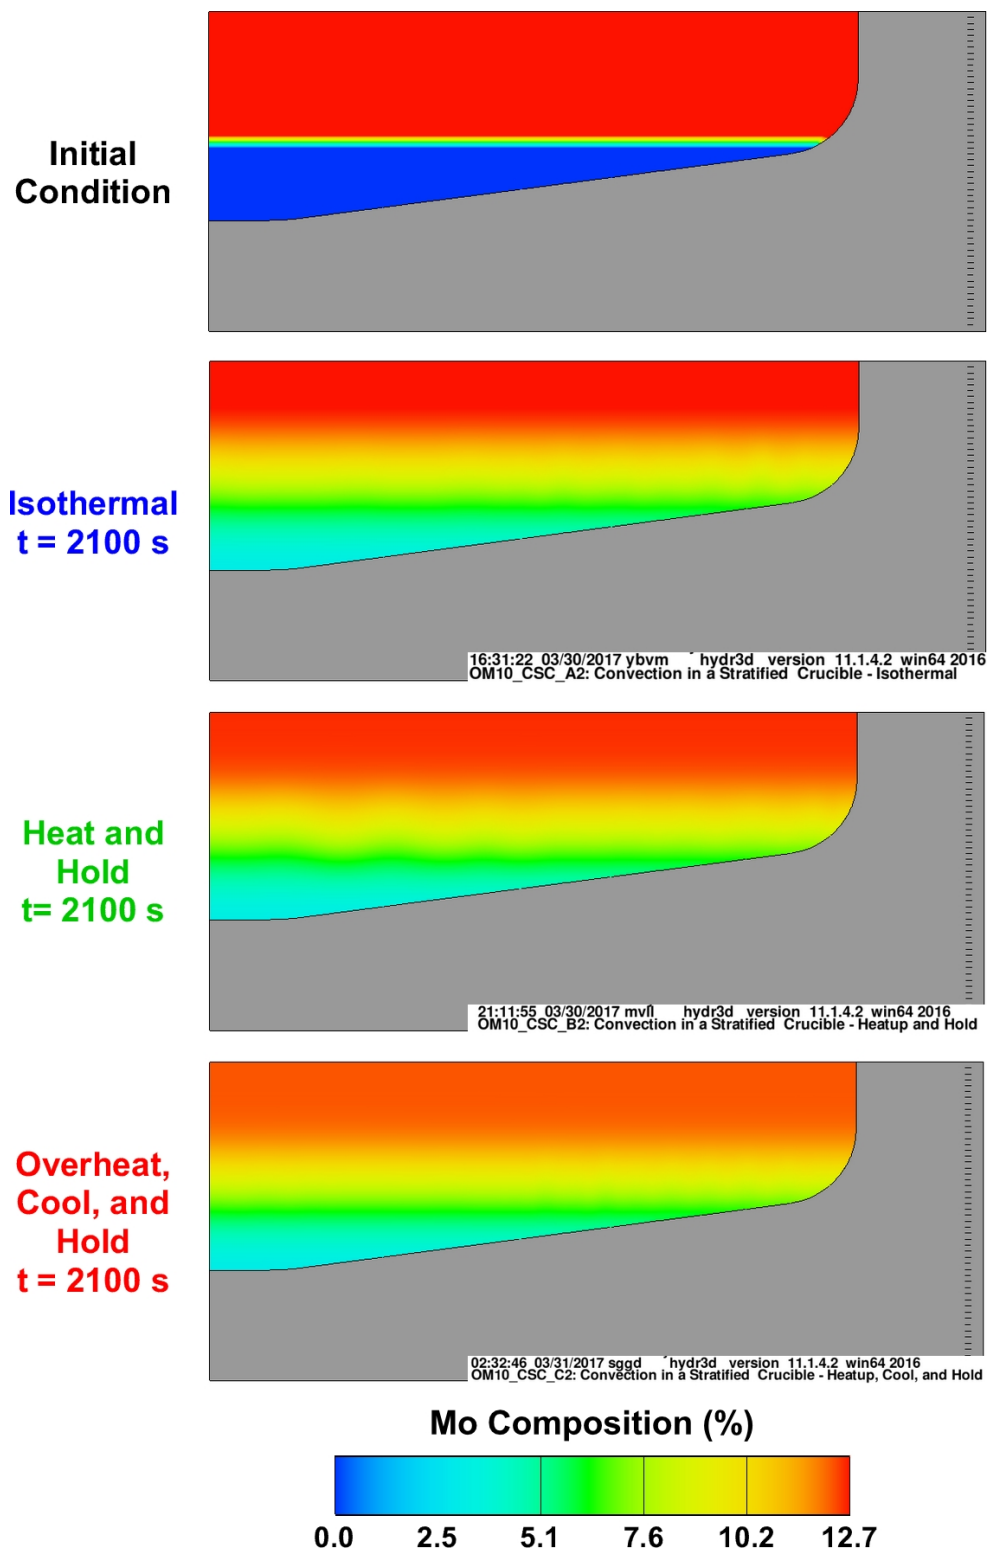 Initial
Condition
Isothermal
t = 2100 s
16:31:22 03/30/2017 ybvm hydr3d version 11.1.4.2 win64 2016
OM10_CSC_A2: Convection in a Stratified Crucible - Isothermal
Heat and
Hold
t= 2100 s
21:11:55 03/30/2017 hydr3d version 11.1.4.2 win64 2016
OM10_CSC_B2: Convection in a Stratified Crucible - Heatup and Hold
Overheat,
Cool, and
Hold
t = 2100 s
02:32:46 03/31/2017 sggd hydr3d version 11.1.4.2 win64 2016
OM10_CSC_C2: Convection in a Stratified Crucible - Heatup, Cool, and Hold
Mo Composition (%)
0.0 2.5 5.1 7.6 10.2 12.7